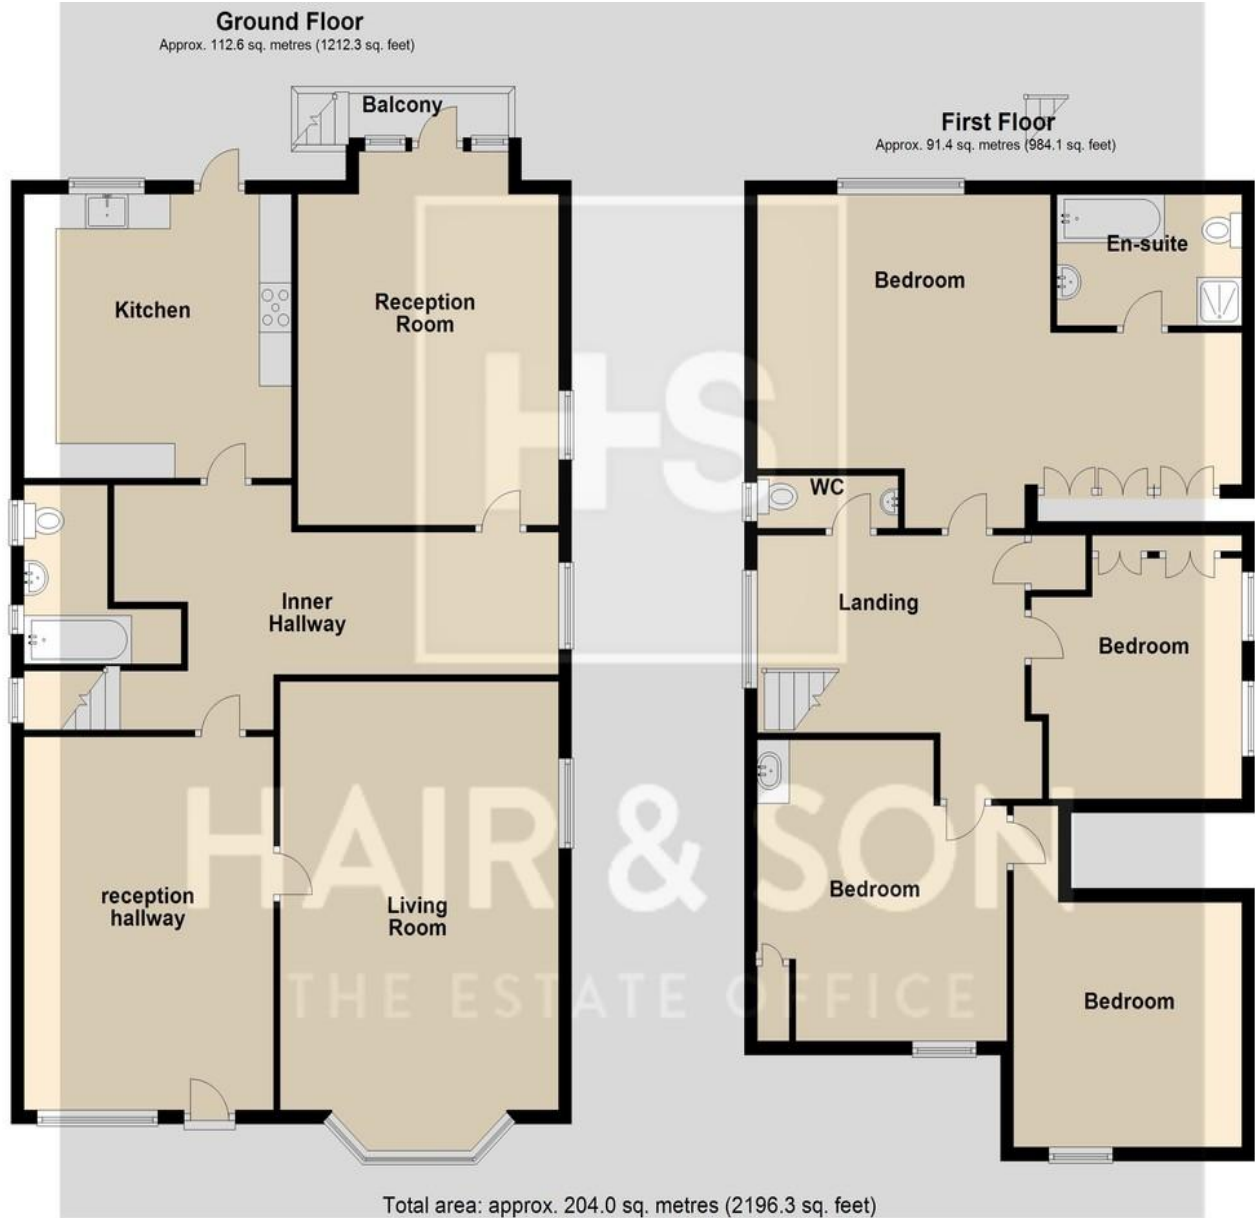 Ground Floor
Approx. 112.6 sq. metres (1212.3 sq. feet)
Balcony
Kitchen
Reception
Room
Inner
Hallway
reception
hallway
Living
Room
First Floor
Approx. 91.4 sq. metres (984.1 sq. feet)
Bedroom
En-suite
WC
Landing
Bedroom
Bedroom
Bedroom
H+S
HAIR & SON
THE ESTATE OFFICE
Total area: approx. 204.0 sq. metres (2196.3 sq. feet)